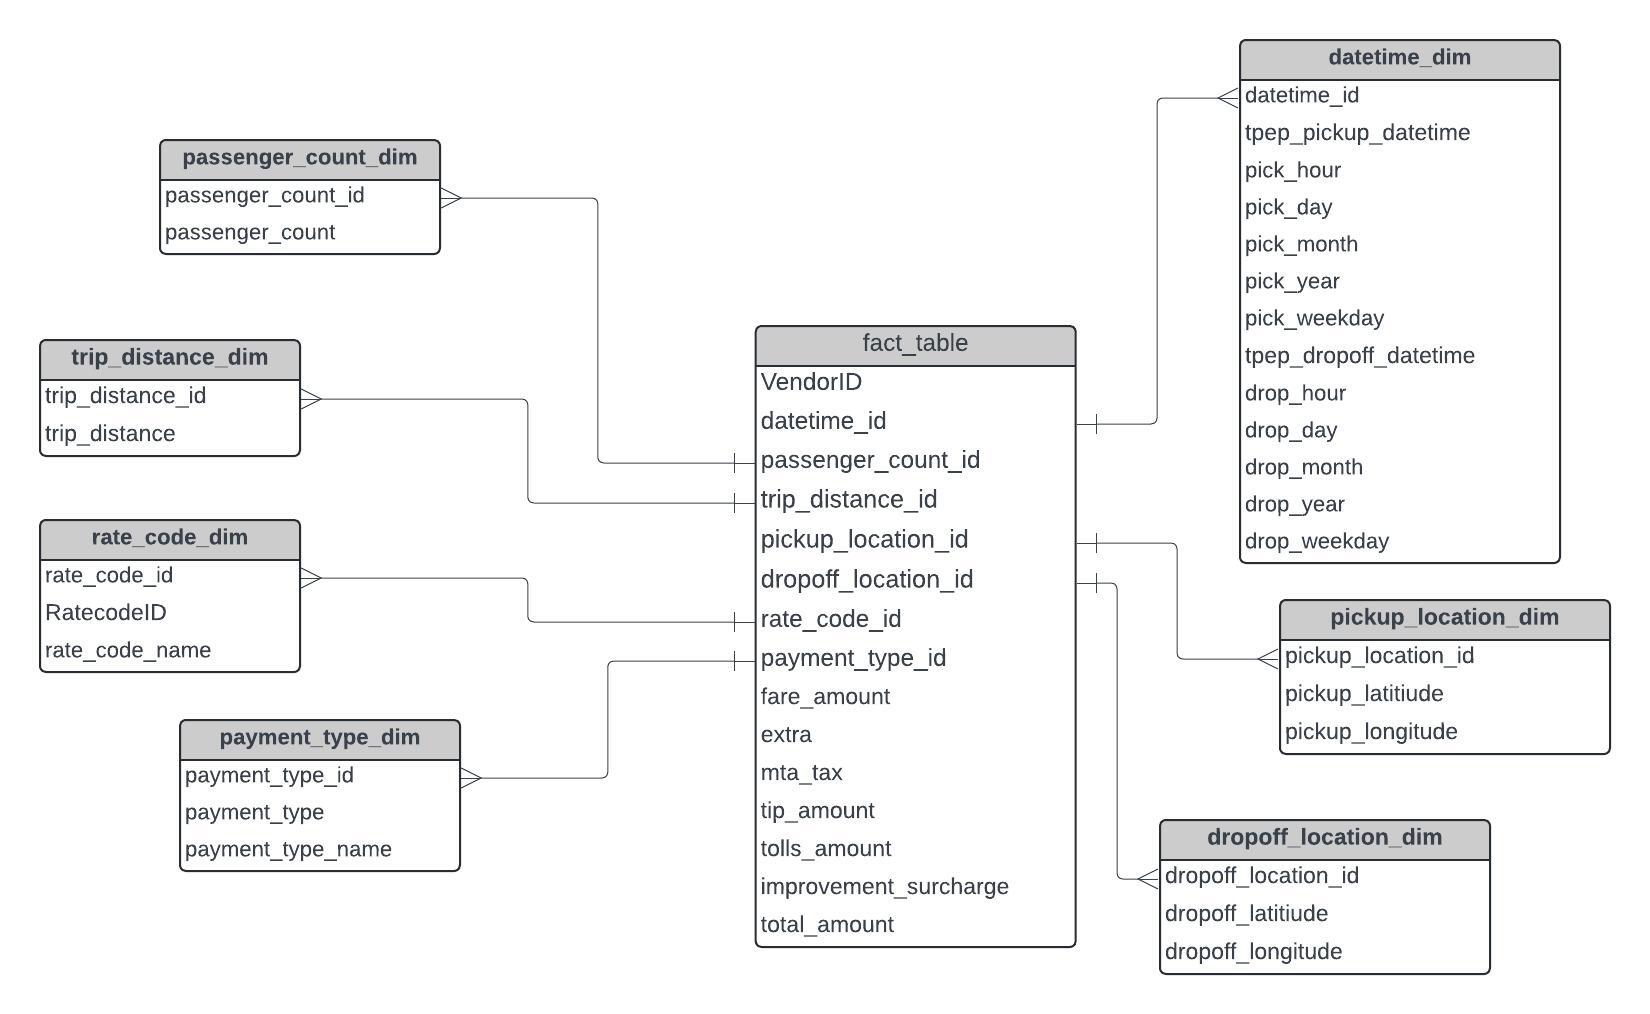 passenger_count_dim
passenger_count_id
passenger_count
trip_distance_dim
trip_distance_id
trip_distance
rate_code_dim
rate_code_id
RatecodeID
rate_code_name
payment_type_dim
payment_type_id
payment_type
payment_type_name
fact_table
VendorID
datetime_id
passenger_count_id
trip_distance_id
pickup_location_id
dropoff_location_id
rate_code_id
payment_type_id
fare_amount
extra
mta_tax
tip_amount
tolls_amount
improvement_surcharge
total_amount
datetime_dim
datetime_id
tpep_pickup_datetime
pick_hour
pick_day
pick_month
pick_year
pick_weekday
tpep_dropoff_datetime
drop_hour
drop_day
drop_month
drop_year
drop_weekday
pickup_location_dim
pickup_location_id
pickup_latitiude
pickup_longitude
dropoff_location_dim
dropoff_location_id
dropoff_latitiude
dropoff_longitude